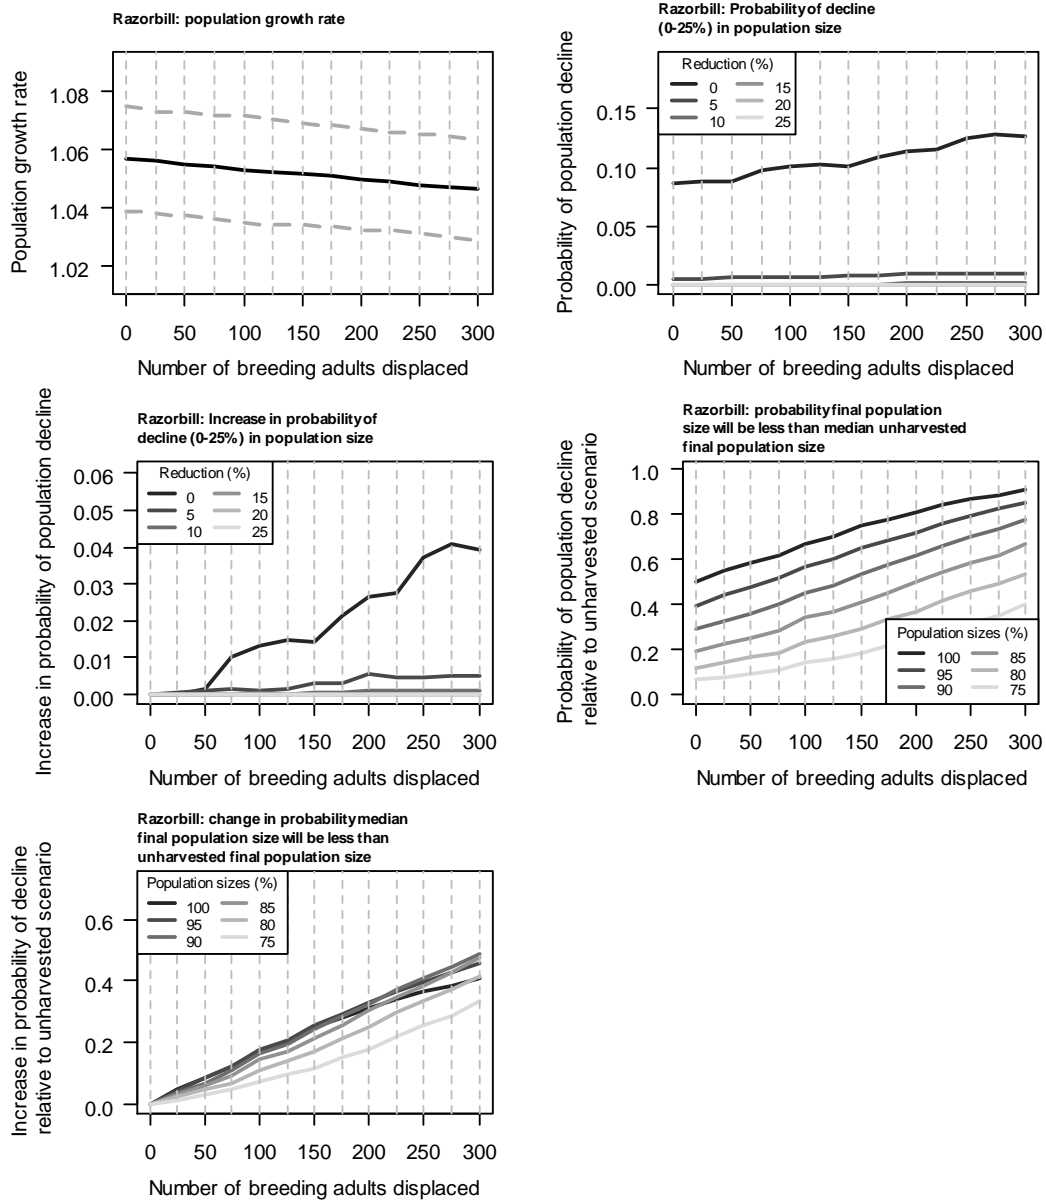 Razorbill: population growth rate
Population growth rate
1.08
1.06
1.04
1.02
0 50 100 150 200 250 300
Number of breeding adults displaced
Razorbill: Probability of decline
(0-25%) in population size
Probability of population decline
Reduction (%)
0 15
5 20
10 25
0.15
0.10
0.05
0.00
0 50 100 150 200 250 300
Number of breeding adults displaced
Razorbill: Increase in probability of
decline (0-25%) in population size
Increase in probability of population decline
Reduction (%)
0 15
5 20
10 25
0.06
0.05
0.04
0.03
0.02
0.01
0.00
0 50 100 150 200 250 300
Number of breeding adults displaced
Razorbill: probability final population
size will be less than median unharvested
final population size
Probability of population decline
relative to unharvested scenario
1.0
0.8
0.6
0.4
0.2
0.0
Population sizes (%)
100 85
95 80
90 75
0 50 100 150 200 250 300
Number of breeding adults displaced
Razorbill: change in probability median
final population size will be less than
unharvested final population size
Increase in probability of decline
relative to unharvested scenario
Population sizes (%)
100 85
95 80
90 75
0.6
0.4
0.2
0.0
0 50 100 150 200 250 300
Number of breeding adults displaced